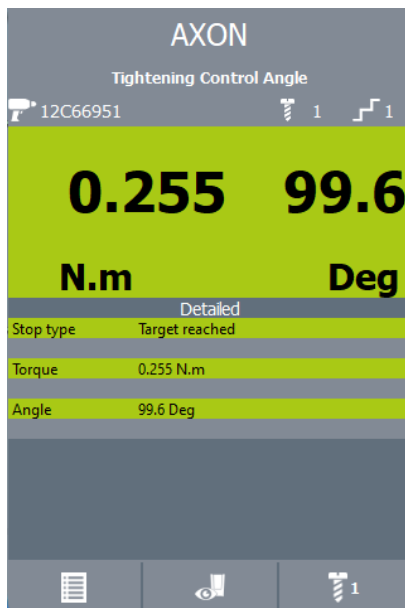 AXON
Tightening Control Angle
12C66951 1 1
0.255 99.6
N.m Deg
Detailed
Stop type Target reached
Torque 0.255 N.m
Angle 99.6 Deg
1